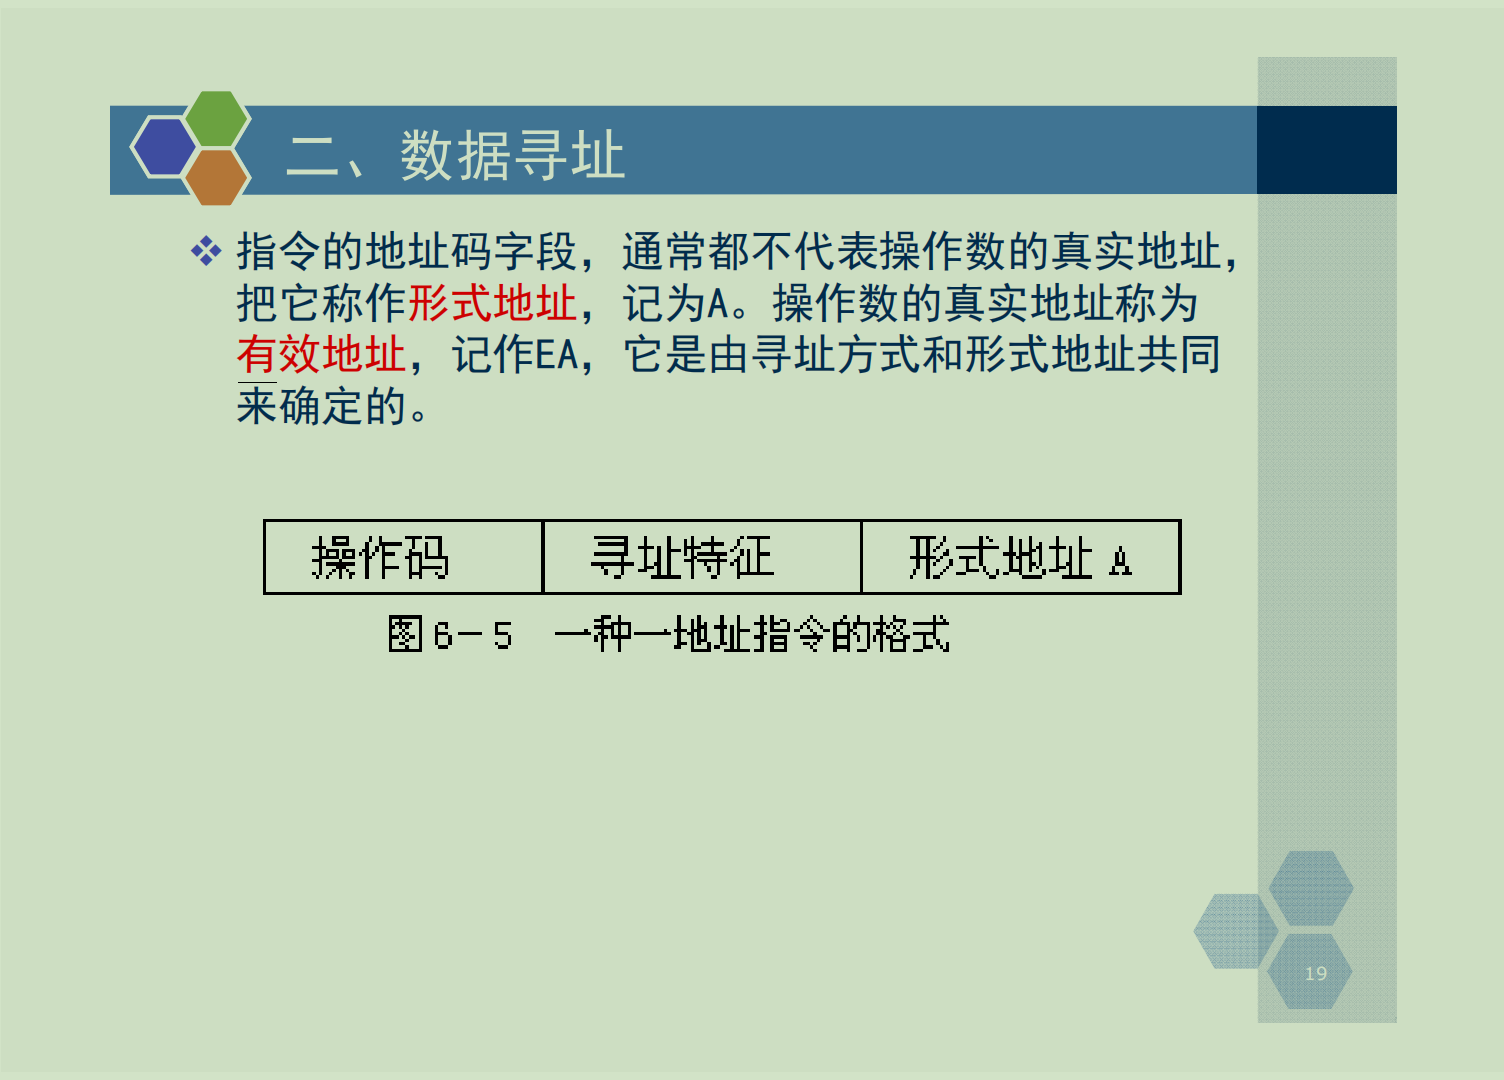 二、数据寻址
指令的地址码字段，通常都不代表操作数的真实地址，
把它称作形式地址，记为A。操作数的真实地址称为
有效地址，记作EA，它是由寻址方式和形式地址共同
来确定的。
操作码 寻址特征 形式地址 A
图 6－5 一种一地址指令的格式
19